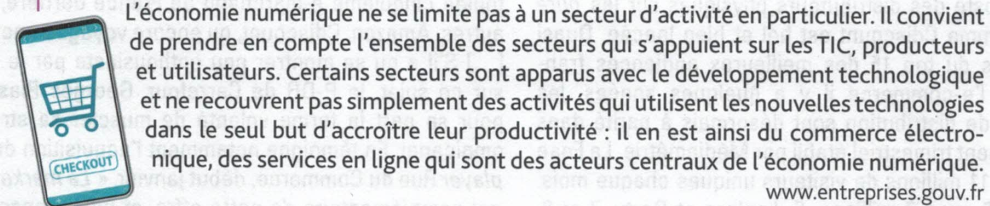 L'économie numérique ne se limite pas à un secteur d'activité en particulier. Il convient
de prendre en compte l'ensemble des secteurs qui s'appuient sur les TIC, producteurs
et utilisateurs. Certains secteurs sont apparus avec le développement technologique
et ne recouvrent pas simplement des activités qui utilisent les nouvelles technologies
dans le seul but d'accroître leur productivité : il en est ainsi du commerce électro-
nique, des services en ligne qui sont des acteurs centraux de l'économie numérique.
CHECKOUT
www.entreprises.gouv.fr